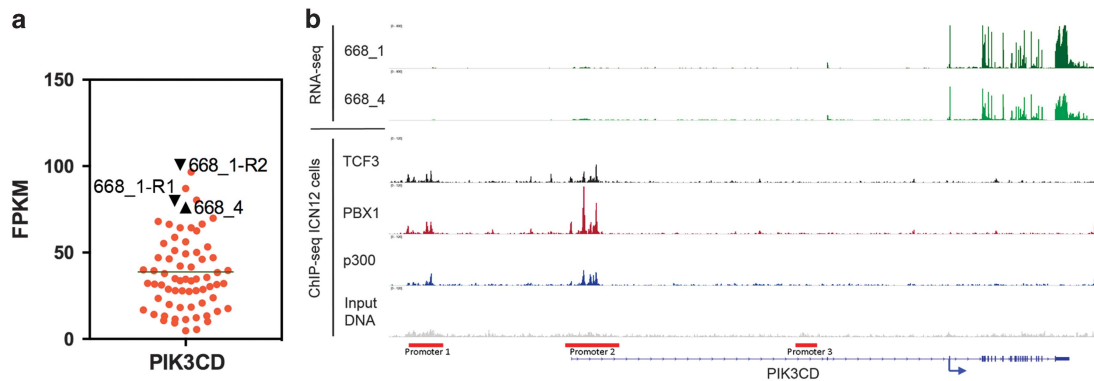 a
150
100
50
0
FPKM
668_1-R2
668_1-R1
668_4
PIK3CD
b
RNA-seq
668_1
668_4
ChIP-seq ICN12 cells
TCF3
PBX1
p300
Input
DNA
Promoter 1
Promoter 2
Promoter 3
PIK3CD